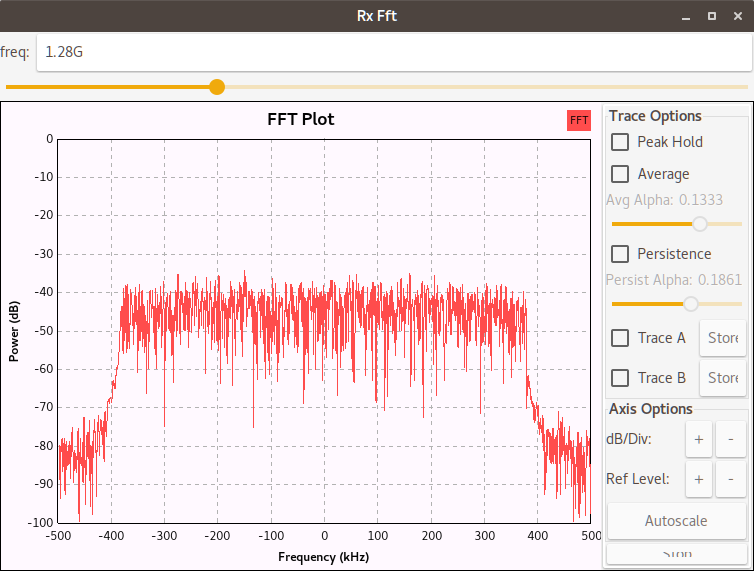 Rx Fft
freq: 1.28G
FFT Plot
FFT
0
-10
-20
-30
-40
-50
-60
-70
-80
-90
-100
Power (dB)
-500 -400 -300 -200 -100 0 100 200 300 400 500
Frequency (kHz)
Trace Options
Peak Hold
Average
Avg Alpha: 0.1333
Persistence
Persist Alpha: 0.1861
Trace A Store
Trace B Store
Axis Options
dB/Div: + -
Ref Level: + -
Autoscale
Stop